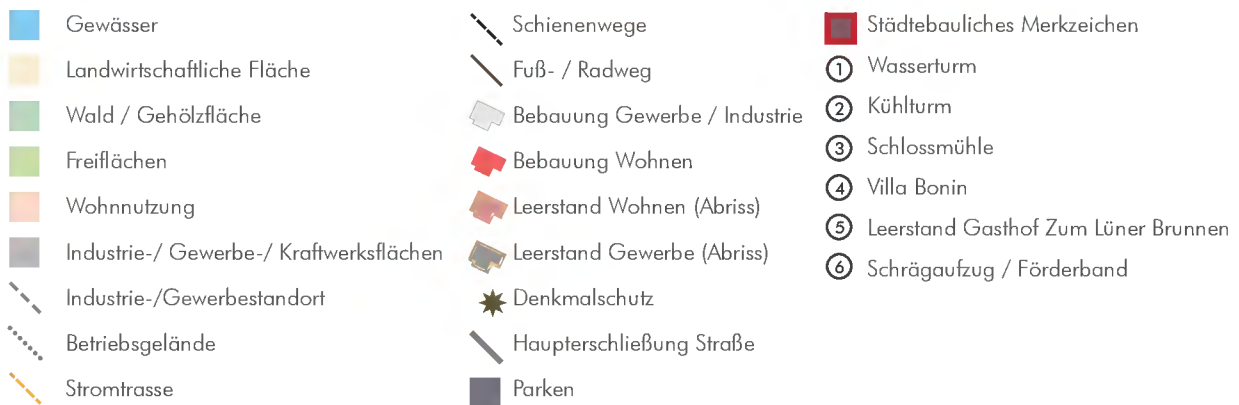 Gewässer
Landwirtschaftliche Fläche
Wald / Gehölzfläche
Freiflächen
Wohnnutzung
Industrie-/ Gewerbe-/ Kraftwerksflächen
Industrie-/Gewerbestandort
Betriebsgelände
Stromtrasse
Schienenwege
Fuß- / Radweg
Bebauung Gewerbe / Industrie
Bebauung Wohnen
Leerstand Wohnen (Abriss)
Leerstand Gewerbe (Abriss)
Denkmalschutz
Haupterschließung Straße
Parken
Städtebauliches Merkzeichen
1 Wasserturm
2 Kühlturm
3 Schlossmühle
4 Villa Bonin
5 Leerstand Gasthof Zum Lüner Brunnen
6 Schrägaufzug / Förderband